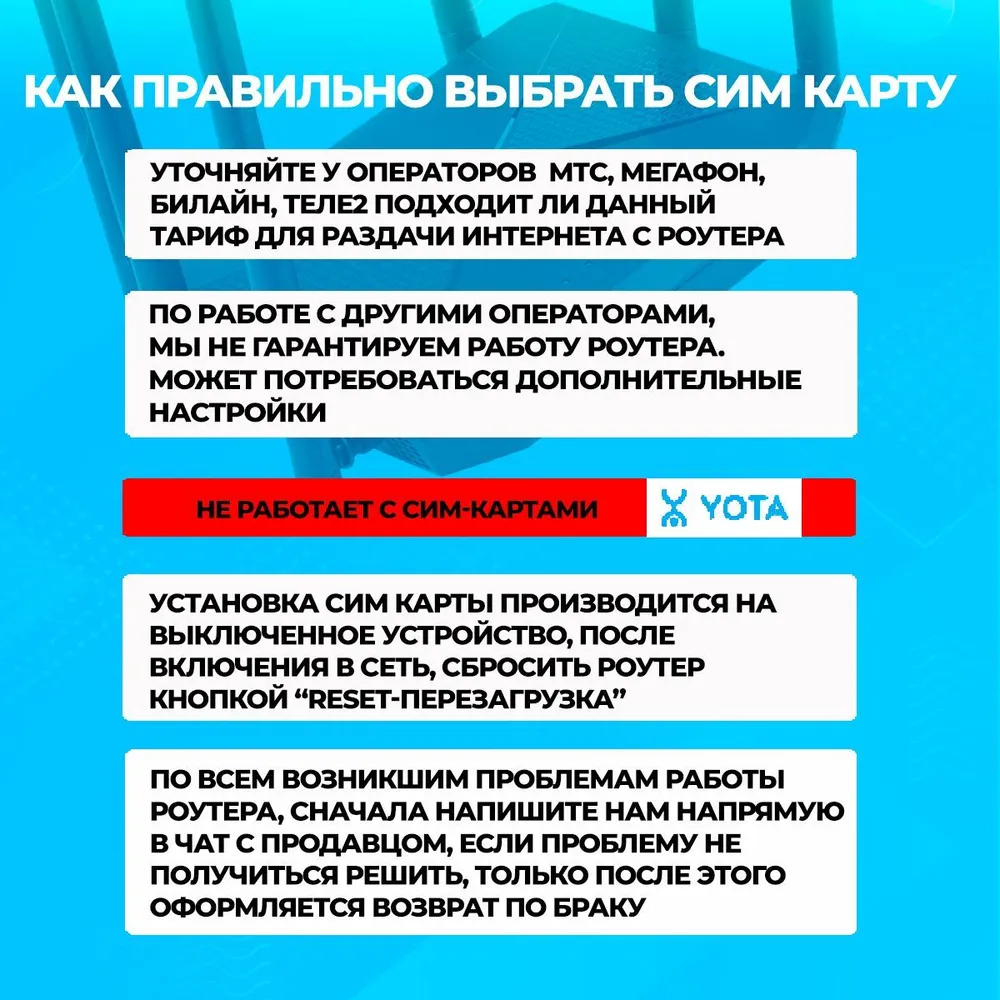 КАК ПРАВИЛЬНО ВЫБРАТЬ СИМ КАРТУ
УТОЧНЯЙТЕ У ОПЕРАТОРОВ МТС, МЕГАФОН,
БИЛАЙН, ТЕЛЕ2 ПОДХОДИТ ЛИ ДАННЫЙ
ТАРИФ ДЛЯ РАЗДАЧИ ИНТЕРНЕТА С РОУТЕРА
ПО РАБОТЕ С ДРУГИМИ ОПЕРАТОРАМИ,
МЫ НЕ ГАРАНТИРУЕМ РАБОТУ РОУТЕРА.
МОЖЕТ ПОТРЕБОВАТЬСЯ ДОПОЛНИТЕЛЬНЫЕ
НАСТРОЙКИ
НЕ РАБОТАЕТ С СИМ-КАРТАМИ YOTA
УСТАНОВКА СИМ КАРТЫ ПРОИЗВОДИТСЯ НА
ВЫКЛЮЧЕННОЕ УСТРОЙСТВО, ПОСЛЕ
ВКЛЮЧЕНИЯ В СЕТЬ, СБРОСИТЬ РОУТЕР
КНОПКОЙ “RESET-ПЕРЕЗАГРУЗКА”
ПО ВСЕМ ВОЗНИКШИМ ПРОБЛЕМАМ РАБОТЫ
РОУТЕРА, СНАЧАЛА НАПИШИТЕ НАМ НАПРЯМУЮ
В ЧАТ С ПРОДАВЦОМ, ЕСЛИ ПРОБЛЕМУ НЕ
ПОЛУЧИТЬСЯ РЕШИТЬ, ТОЛЬКО ПОСЛЕ ЭТОГО
ОФОРМЛЯЕТСЯ ВОЗВРАТ ПО БРАКУ